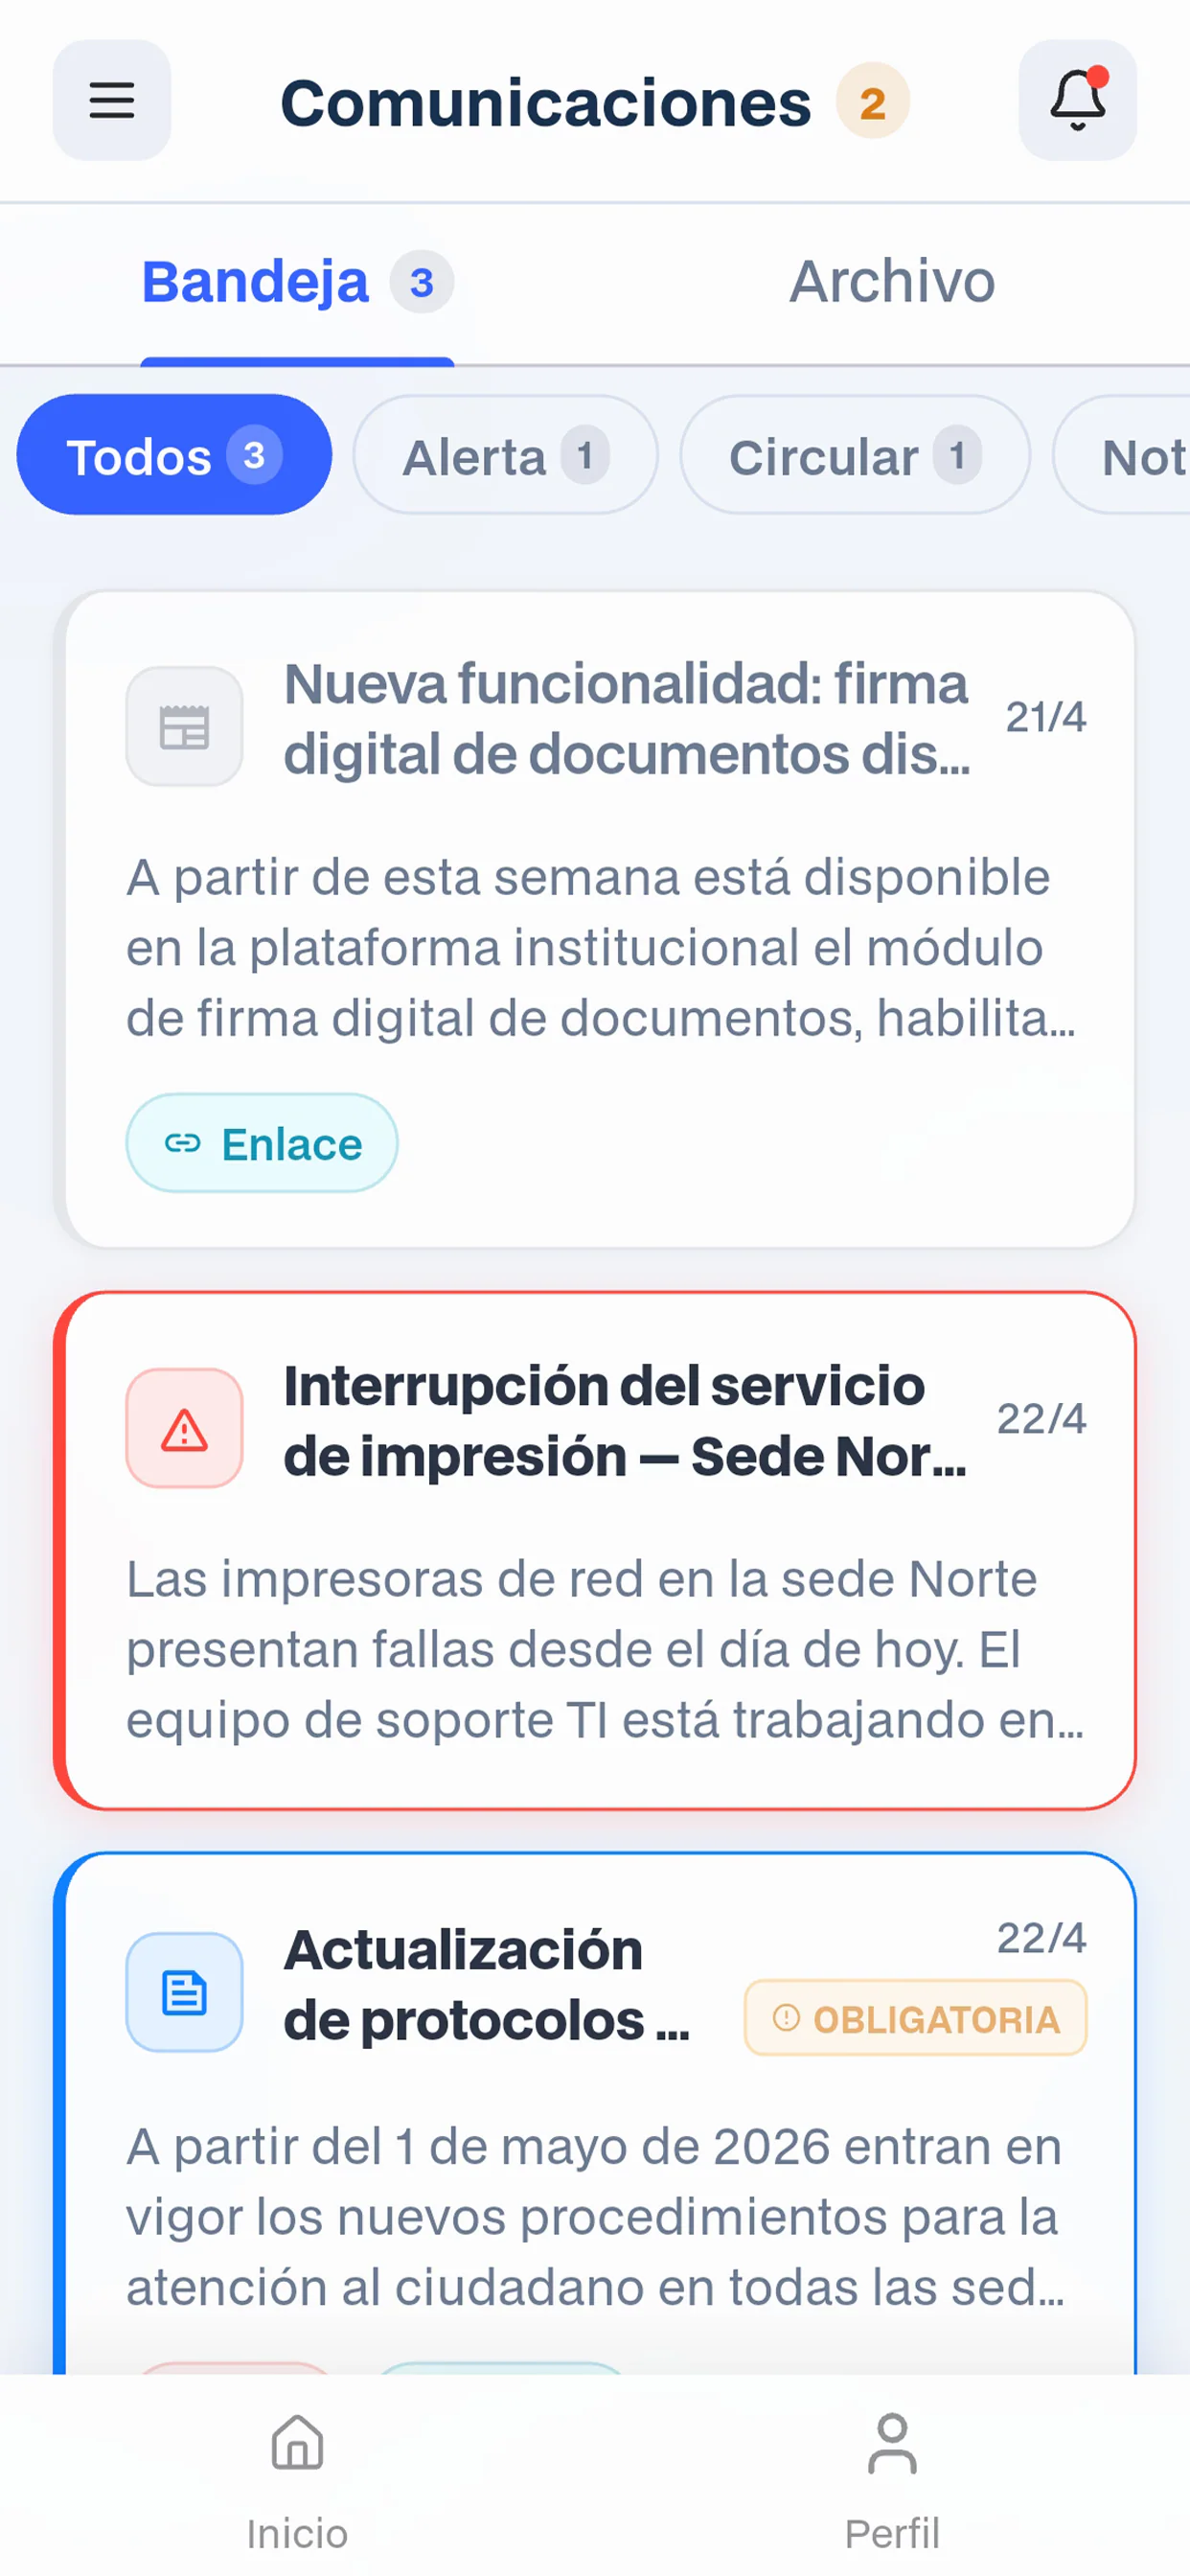 Comunicaciones 2
Bandeja 3
Archivo
Todos 3
Alerta 1
Circular 1
Not
Nueva funcionalidad: firma
digital de documentos dis...
21/4
A partir de esta semana está disponible
en la plataforma institucional el módulo
de firma digital de documentos, habilita...
Enlace
Interrupción del servicio
de impresión — Sede Nor...
22/4
Las impresoras de red en la sede Norte
presentan fallas desde el día de hoy. El
equipo de soporte TI está trabajando en...
Actualización
de protocolos ...
22/4
OBLIGATORIA
A partir del 1 de mayo de 2026 entran en
vigor los nuevos procedimientos para la
atención al ciudadano en todas las sed...
Inicio
Perfil